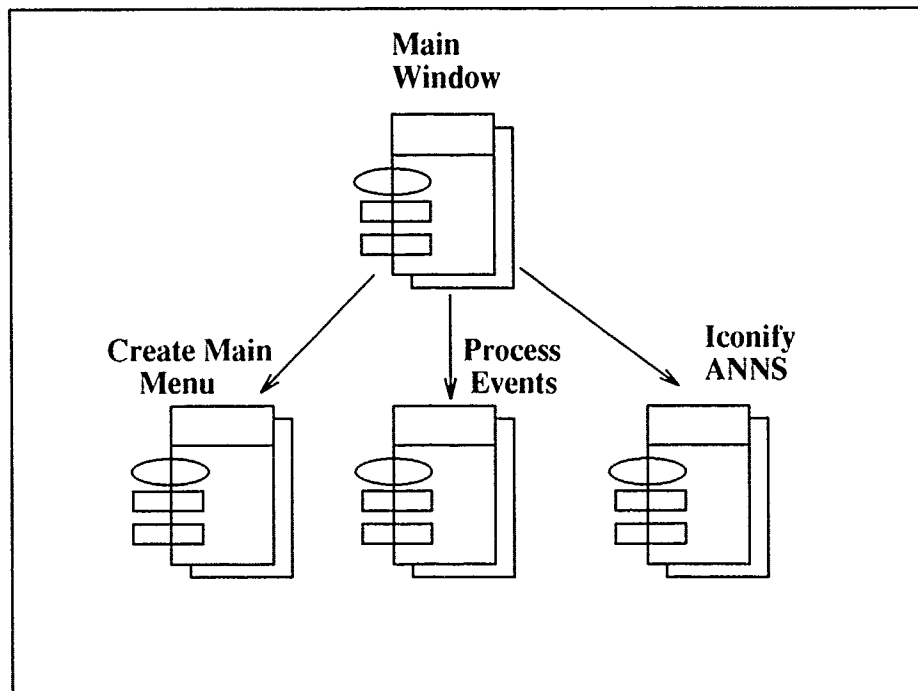 Main
Window
Create Main
Menu
Process
Events
Iconify
ANNS